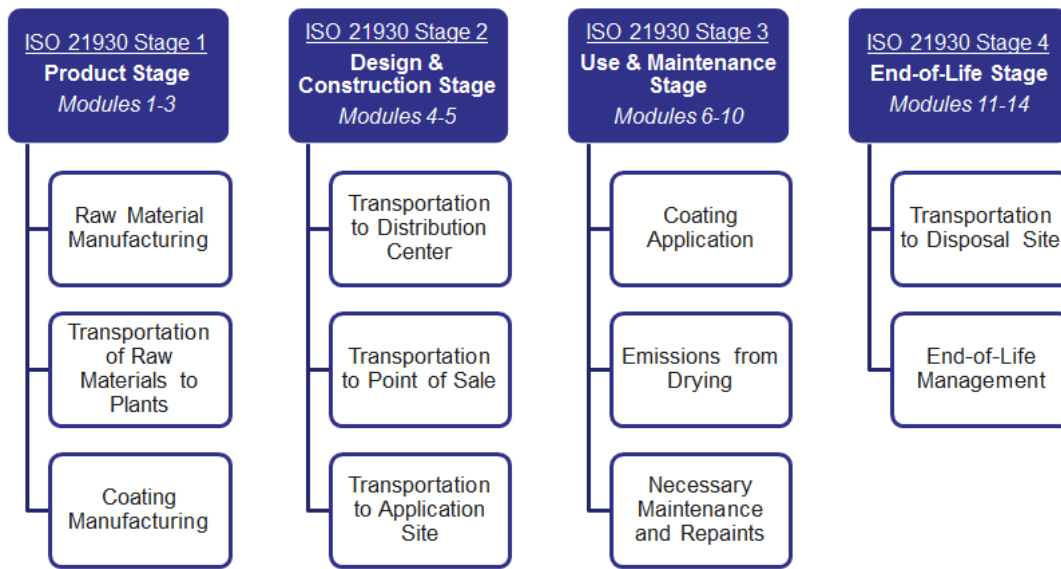 ISO 21930 Stage 1
Product Stage
Modules 1-3
Raw Material
Manufacturing
Transportation
of Raw
Materials to
Plants
Coating
Manufacturing
ISO 21930 Stage 2
Design &
Construction Stage
Modules 4-5
Transportation
to Distribution
Center
Transportation
to Point of Sale
Transportation
to Application
Site
ISO 21930 Stage 3
Use & Maintenance
Stage
Modules 6-10
Coating
Application
Emissions from
Drying
Necessary
Maintenance
and Repaints
ISO 21930 Stage 4
End-of-Life Stage
Modules 11-14
Transportation
to Disposal Site
End-of-Life
Management